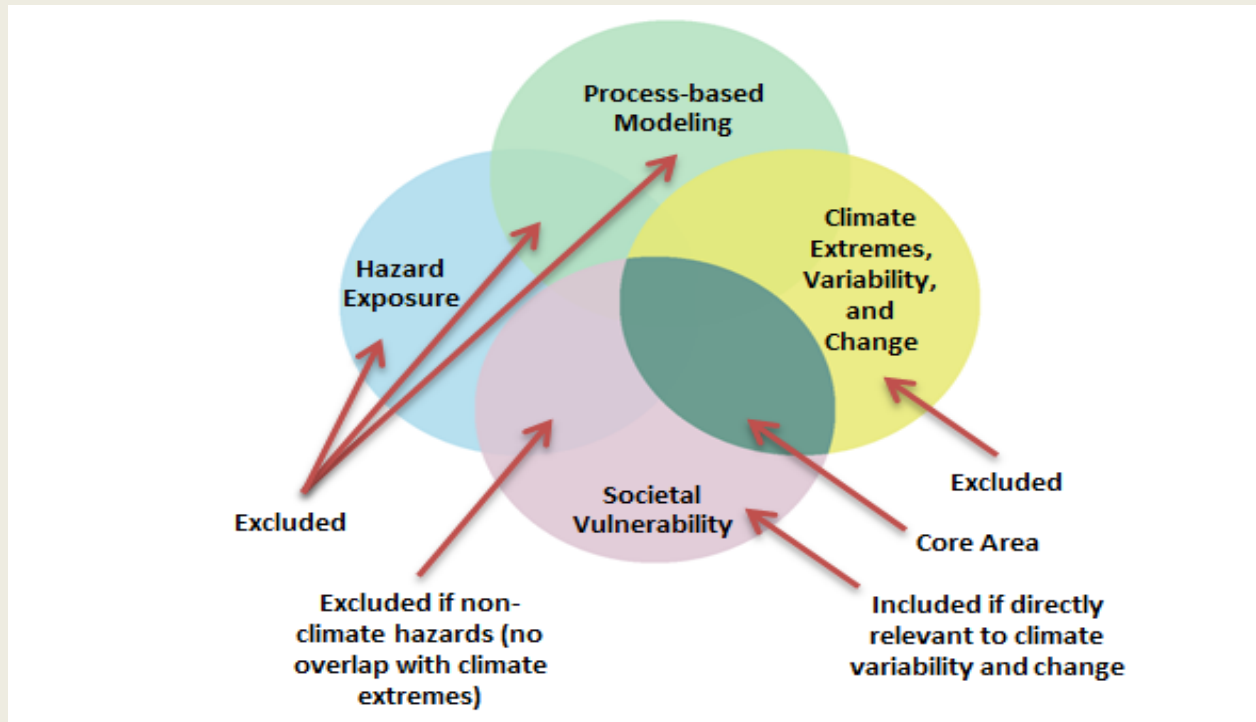 Process-based
Modeling
Climate
Extremes,
Variability,
and
Change
Hazard
Exposure
Societal
Vulnerability
Excluded
Excluded
Core Area
Excluded if non-
climate hazards (no
overlap with climate
extremes)
Included if directly
relevant to climate
variability and change